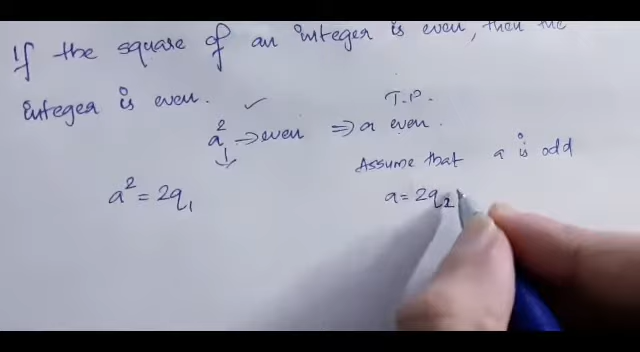 If the square of an integer is even, then the
integer is even. ✓
T.P.
a² → even ⇒ a even.
↓
Assume that a is odd
a² = 2q₁
a = 2q₂